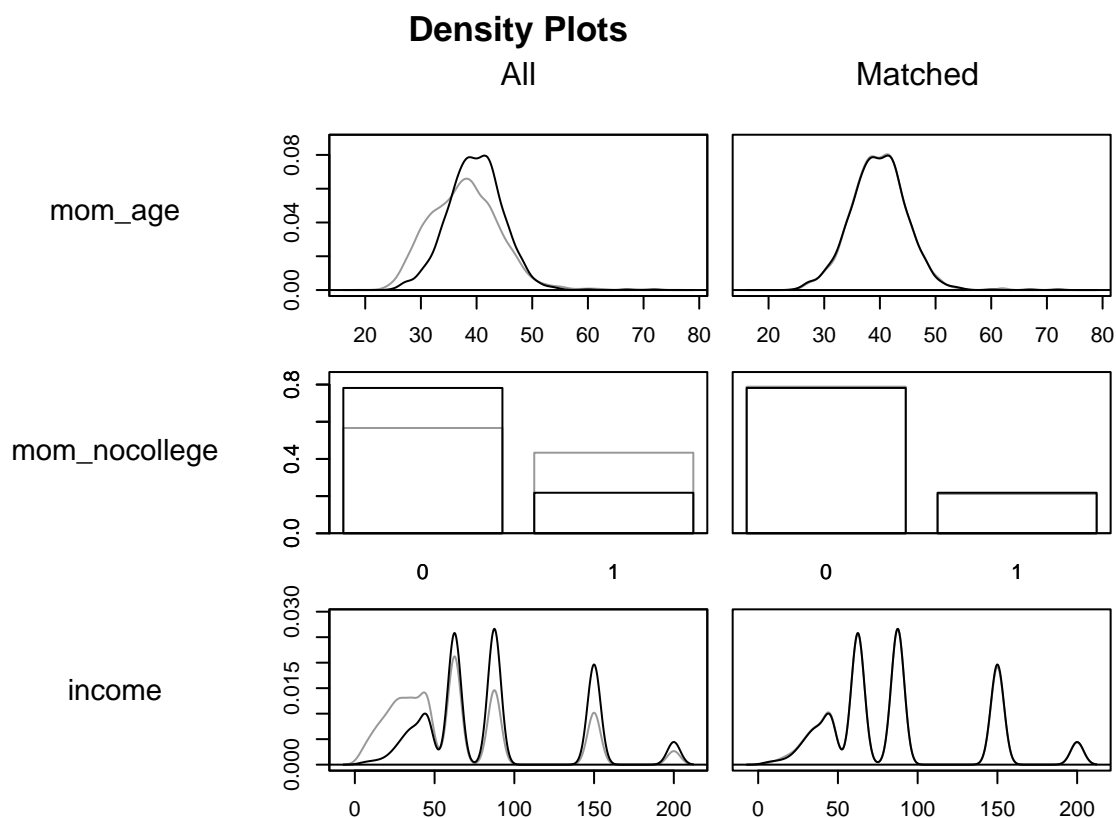 Density Plots
All Matched
mom_age
0.00 0.04 0.08
20 30 40 50 60 70 80
20 30 40 50 60 70 80
mom_nocollege
0.0 0.4 0.8
0 1
0 1
income
0.000 0.015 0.030
0 50 100 150 200
0 50 100 150 200